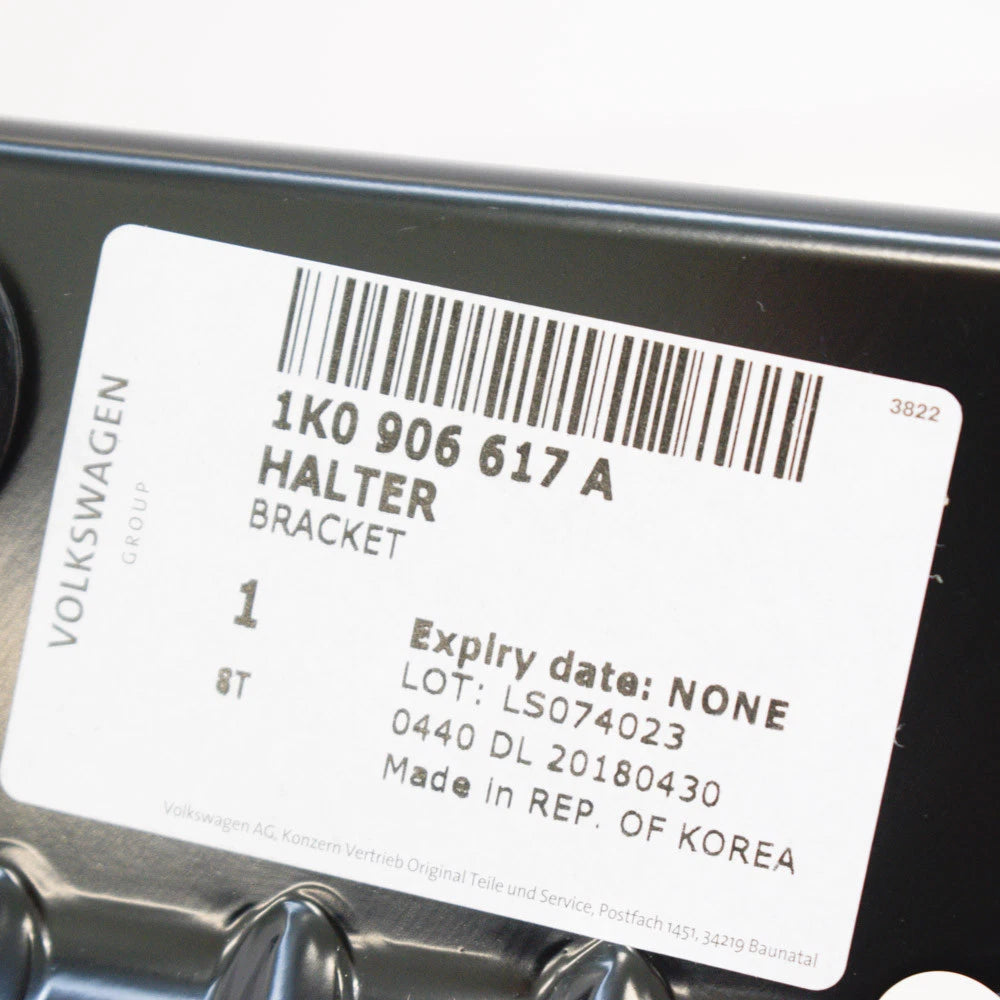 VOLKSWAGEN
GROUP
3822
1K0 906 617 A
HALTER
BRACKET
1
8T
Expiry date: NONE
LOT: LS074023
0440 DL 20180430
Made in REP. OF KOREA
Volkswagen AG, Konzern Vertrieb Original Teile und Service, Postfach 1451, 34219 Baunatal